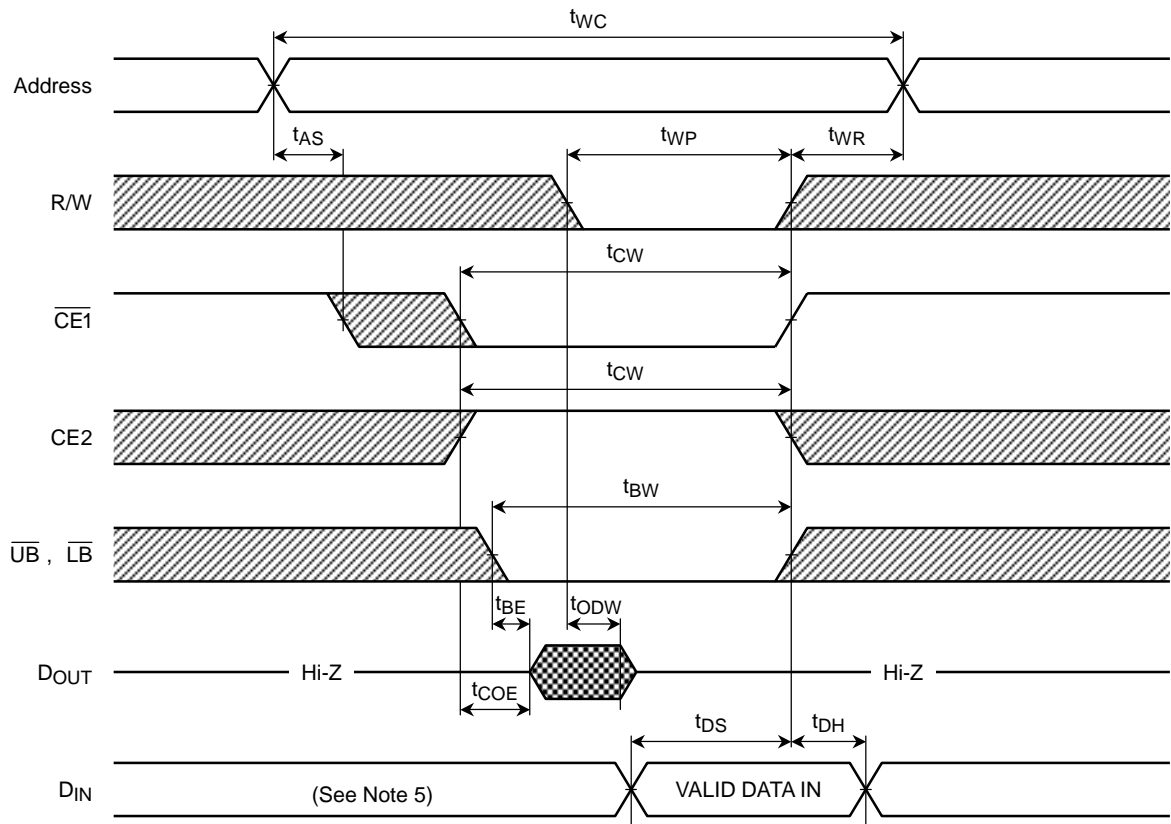 tWC
Address
tAS
tWP
tWR
R/W
tCW
CE1
tCW
CE2
tBW
UB , LB
tBE
tODW
DOUT
Hi-Z
Hi-Z
tCOE
tDS
tDH
DIN
(See Note 5)
VALID DATA IN